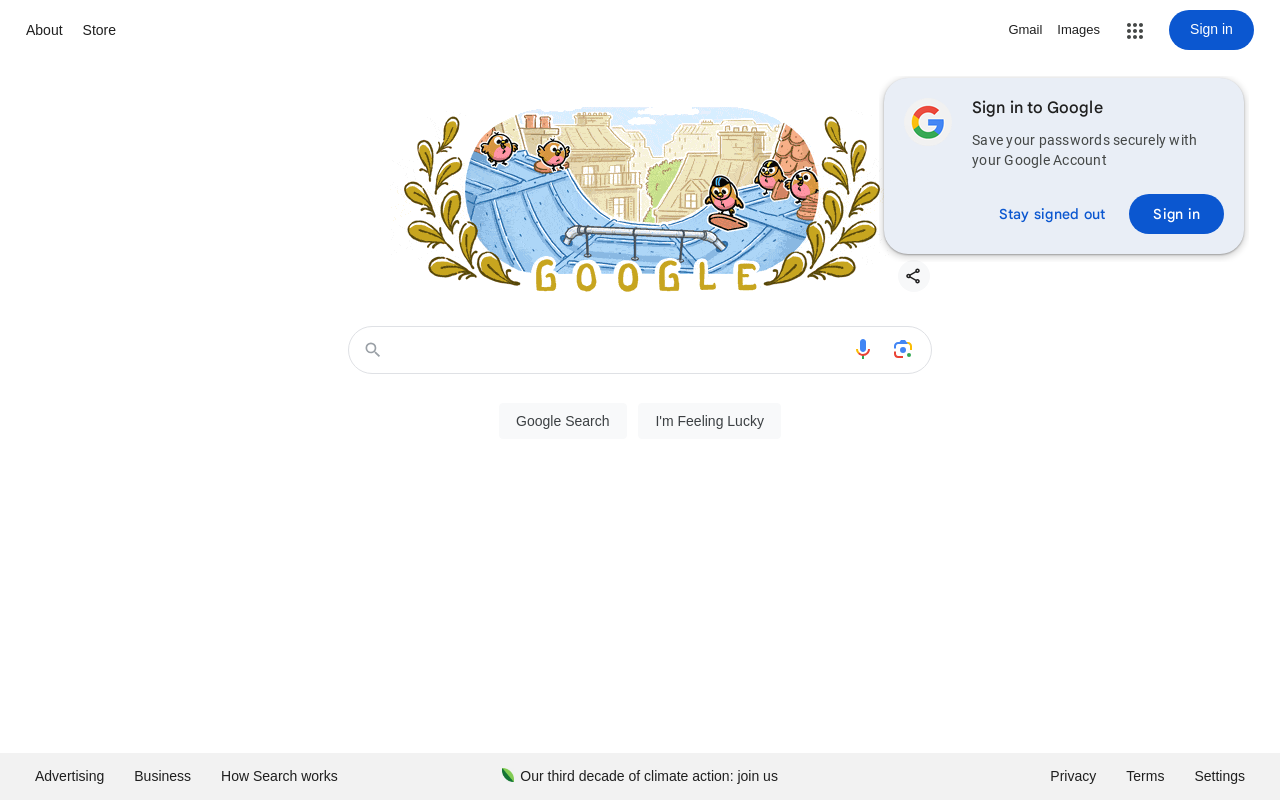 About
Store
Gmail
Images
Sign in
Sign in to Google
Save your passwords securely with
your Google Account
Stay signed out
Sign in
GOOGLE
Google Search
I'm Feeling Lucky
Advertising
Business
How Search works
Our third decade of climate action: join us
Privacy
Terms
Settings